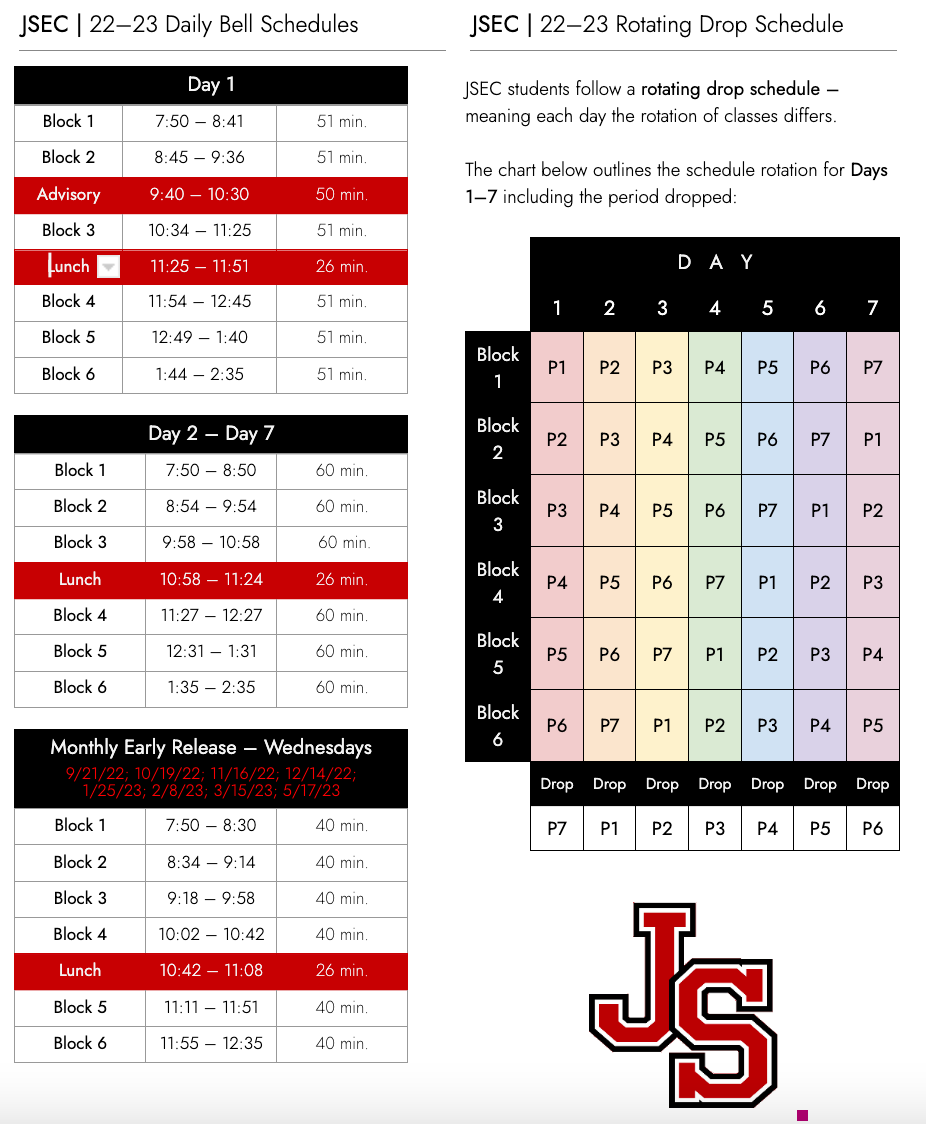 JSEC | 22–23 Daily Bell Schedules
Day 1
Block 1 7:50 – 8:41 51 min.
Block 2 8:45 – 9:36 51 min.
Advisory 9:40 – 10:30 50 min.
Block 3 10:34 – 11:25 51 min.
Lunch 11:25 – 11:51 26 min.
Block 4 11:54 – 12:45 51 min.
Block 5 12:49 – 1:40 51 min.
Block 6 1:44 – 2:35 51 min.
Day 2 – Day 7
Block 1 7:50 – 8:50 60 min.
Block 2 8:54 – 9:54 60 min.
Block 3 9:58 – 10:58 60 min.
Lunch 10:58 – 11:24 26 min.
Block 4 11:27 – 12:27 60 min.
Block 5 12:31 – 1:31 60 min.
Block 6 1:35 – 2:35 60 min.
Monthly Early Release – Wednesdays
9/21/22; 10/19/22; 11/16/22; 12/14/22;
1/25/23; 2/8/23; 3/15/23; 5/17/23
Block 1 7:50 – 8:30 40 min.
Block 2 8:34 – 9:14 40 min.
Block 3 9:18 – 9:58 40 min.
Block 4 10:02 – 10:42 40 min.
Lunch 10:42 – 11:08 26 min.
Block 5 11:11 – 11:51 40 min.
Block 6 11:55 – 12:35 40 min.
JSEC | 22–23 Rotating Drop Schedule
JSEC students follow a rotating drop schedule –
meaning each day the rotation of classes differs.
The chart below outlines the schedule rotation for Days
1–7 including the period dropped:
D A Y
1 2 3 4 5 6 7
Block
1 P1 P2 P3 P4 P5 P6 P7
Block
2 P2 P3 P4 P5 P6 P7 P1
Block
3 P3 P4 P5 P6 P7 P1 P2
Block
4 P4 P5 P6 P7 P1 P2 P3
Block
5 P5 P6 P7 P1 P2 P3 P4
Block
6 P6 P7 P1 P2 P3 P4 P5
Drop Drop Drop Drop Drop Drop Drop
P7 P1 P2 P3 P4 P5 P6
JS